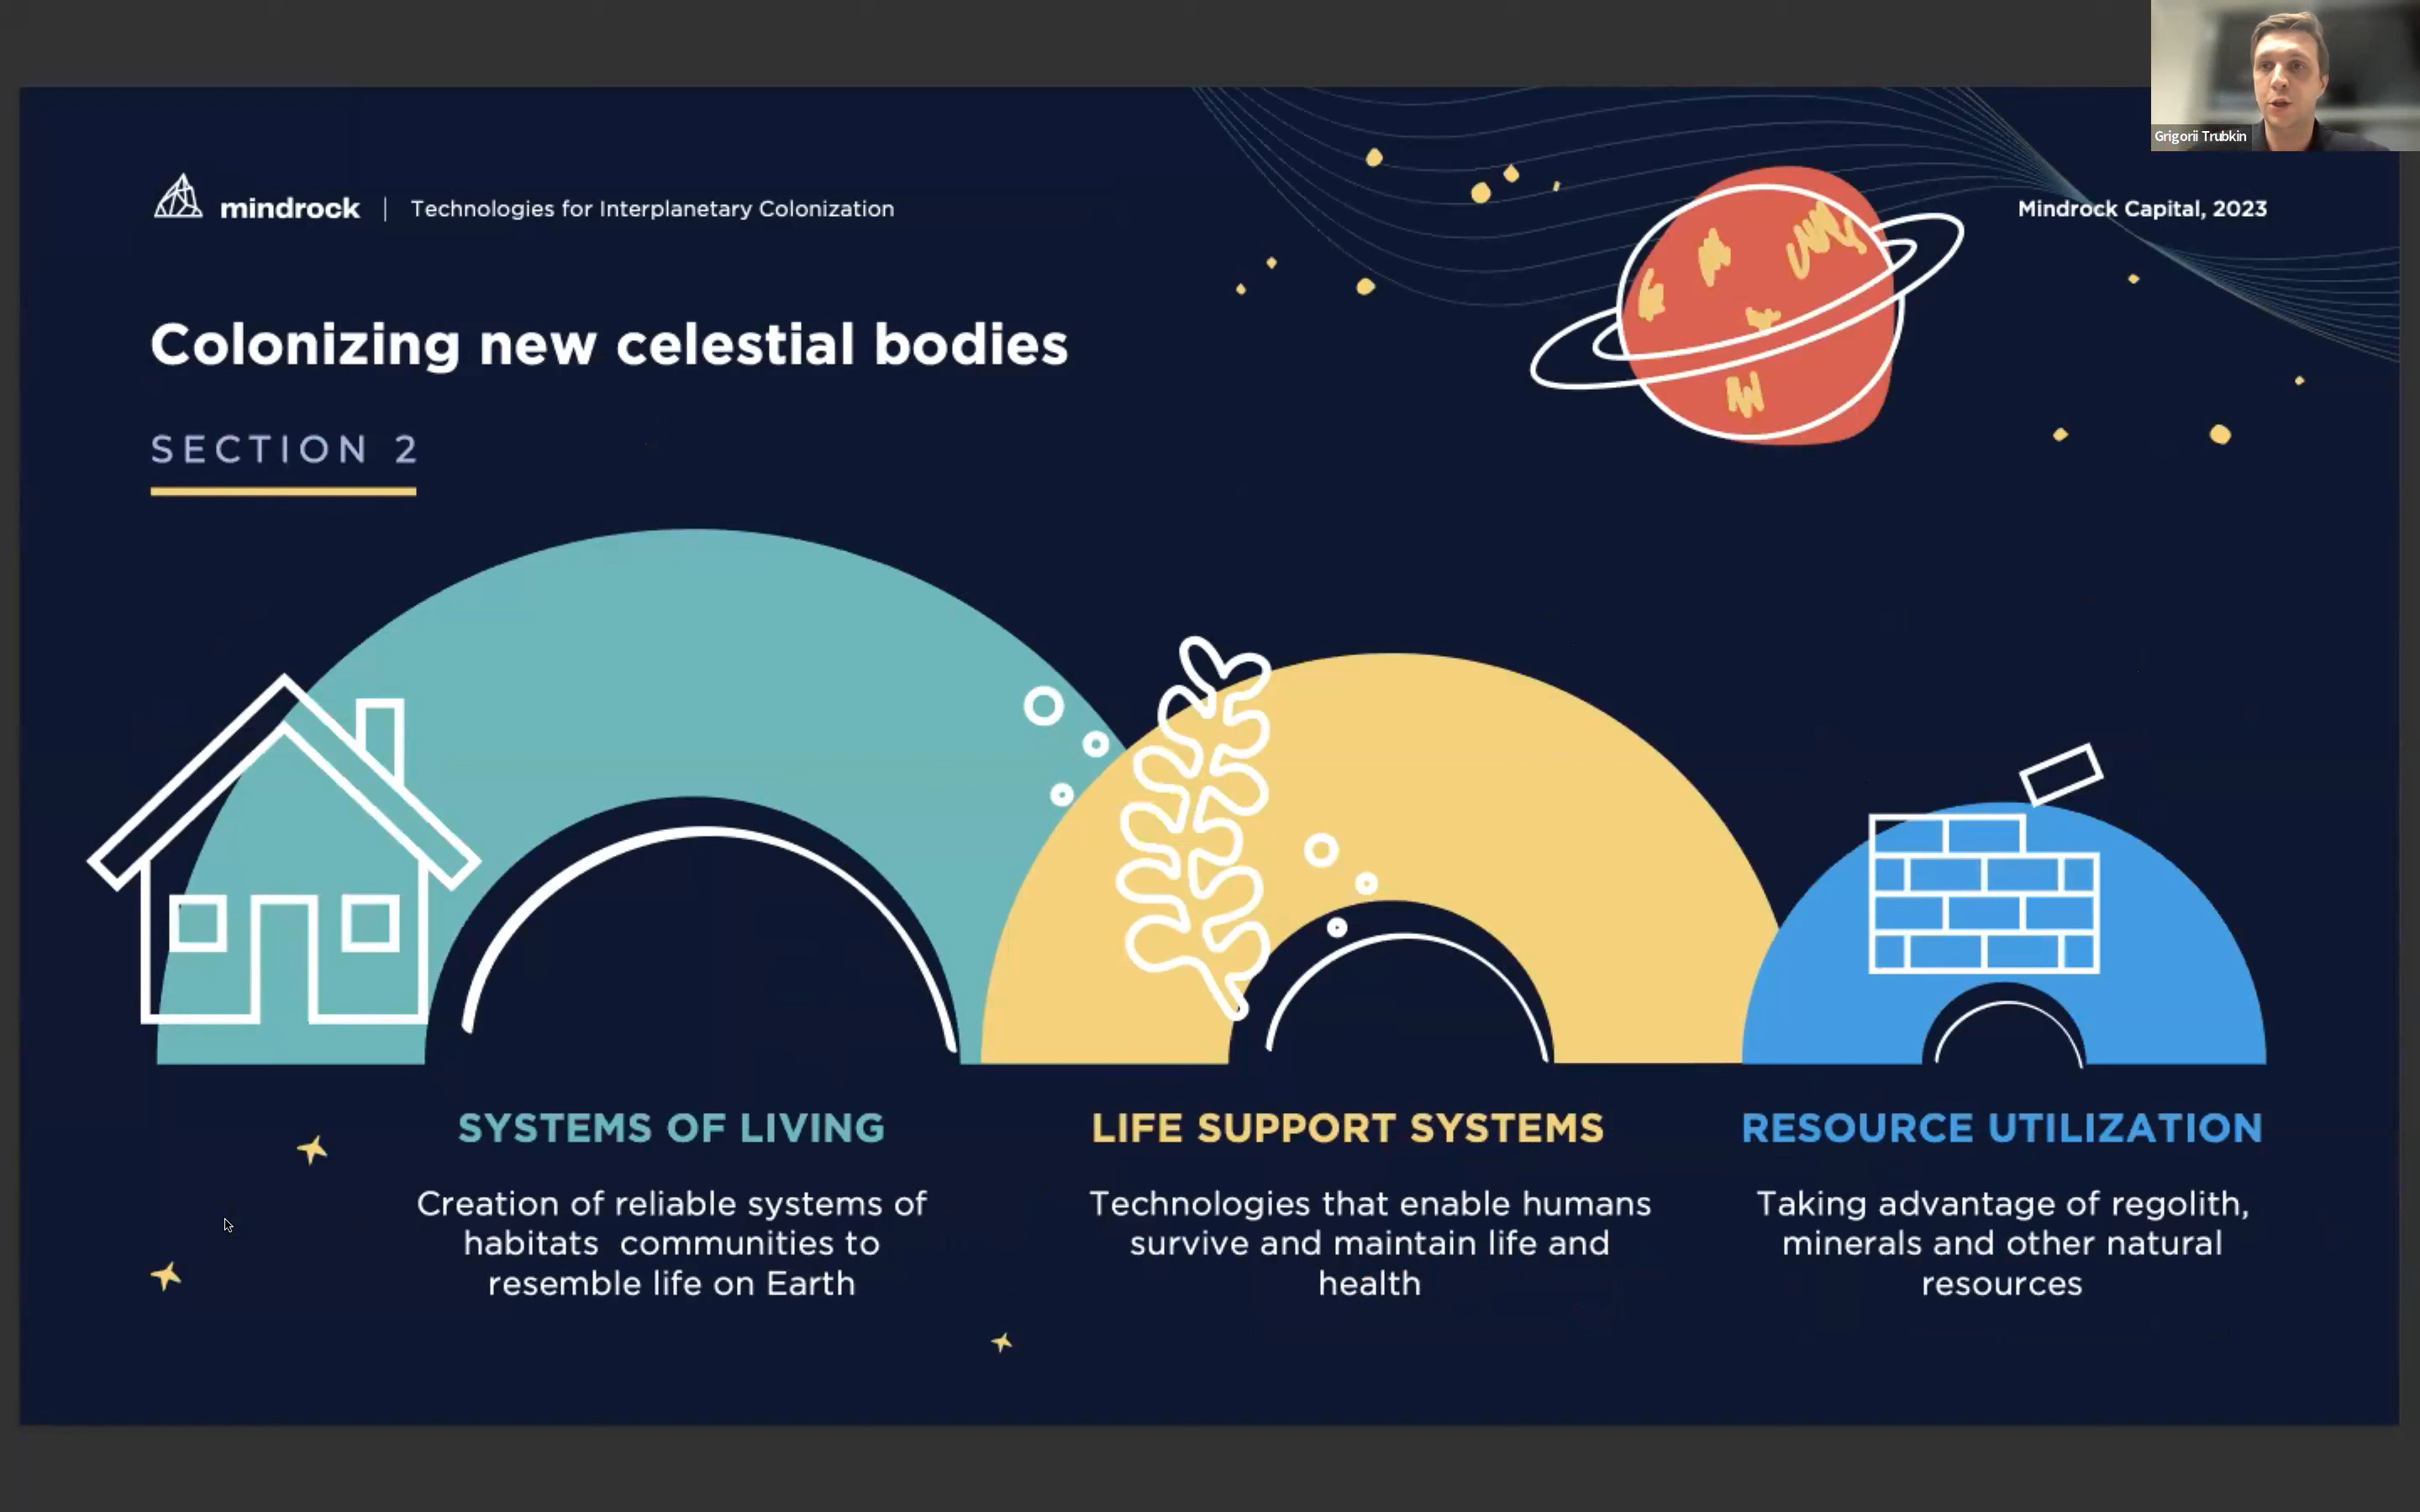 Grigorii Trubkin
mindrock | Technologies for Interplanetary Colonization
Mindrock Capital, 2023
Colonizing new celestial bodies
SECTION 2
SYSTEMS OF LIVING
Creation of reliable systems of
habitats  communities to
resemble life on Earth
LIFE SUPPORT SYSTEMS
Technologies that enable humans
survive and maintain life and
health
RESOURCE UTILIZATION
Taking advantage of regolith,
minerals and other natural
resources